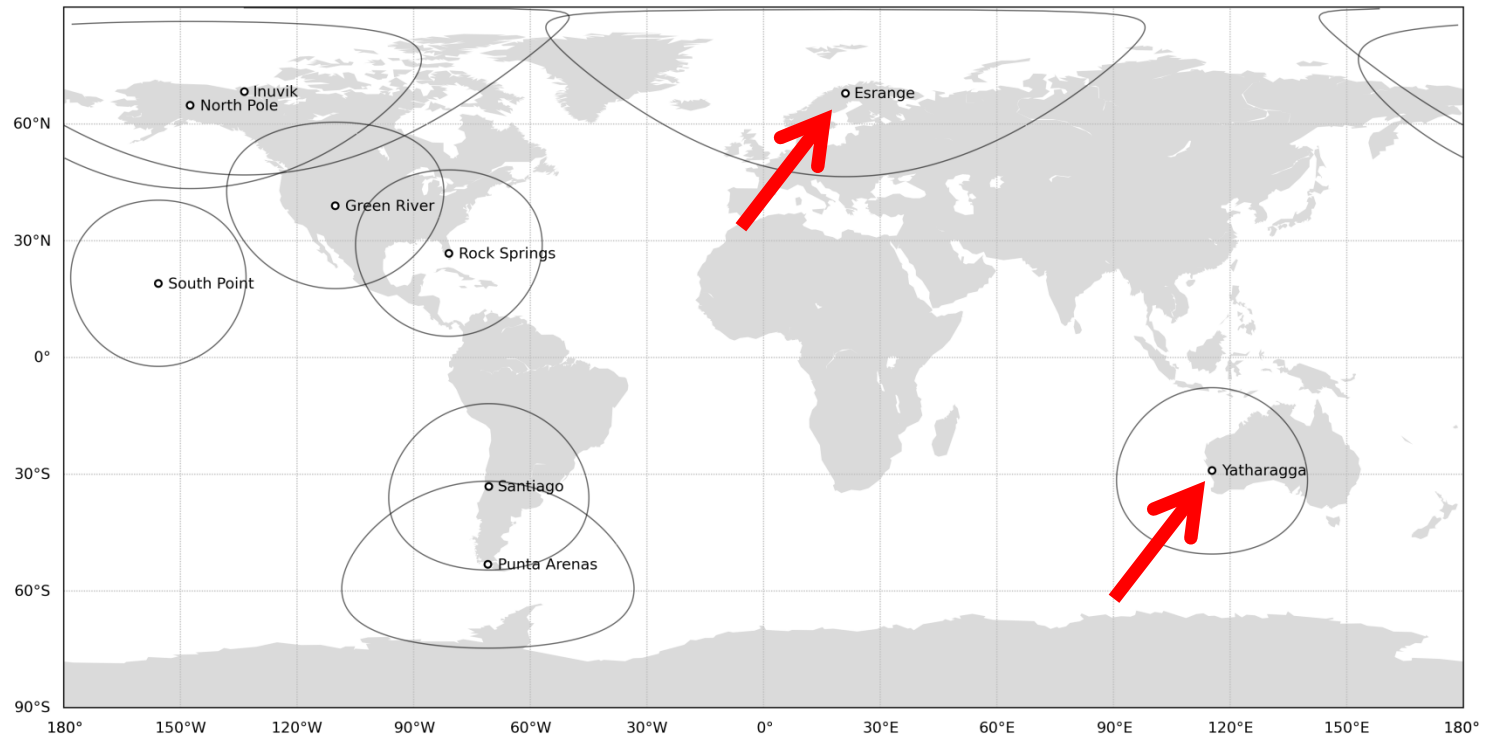 Inuvik
North Pole
Esrange
60°N
Green River
30°N
Rock Springs
South Point
0°
30°S
Yatharagga
Santiago
Punta Arenas
60°S
90°S
180° 150°W 120°W 90°W 60°W 30°W 0° 30°E 60°E 90°E 120°E 150°E 180°